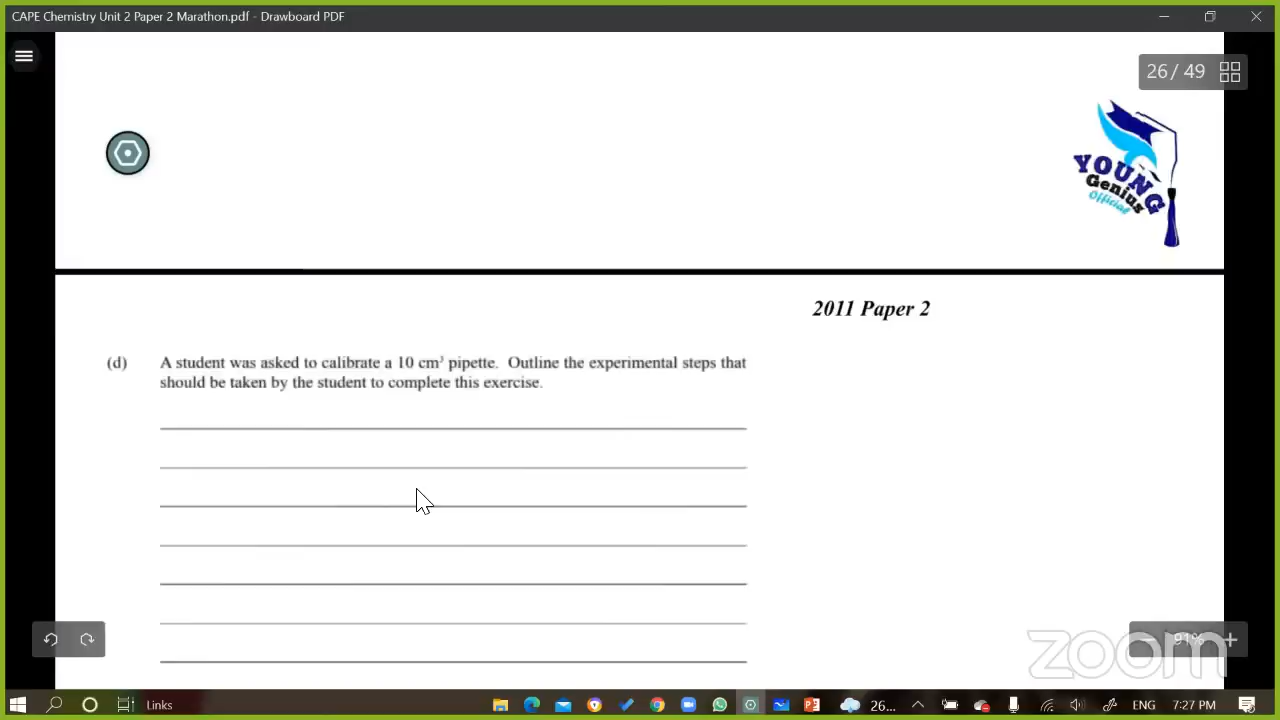 CAPE Chemistry Unit 2 Paper 2 Marathon.pdf - Drawboard PDF
26 / 49
YOUNG
Genius
Official
2011 Paper 2
(d) A student was asked to calibrate a 10 cm³ pipette. Outline the experimental steps that
should be taken by the student to complete this exercise.
91%
zoom
Links
26...
ENG
7:27 PM